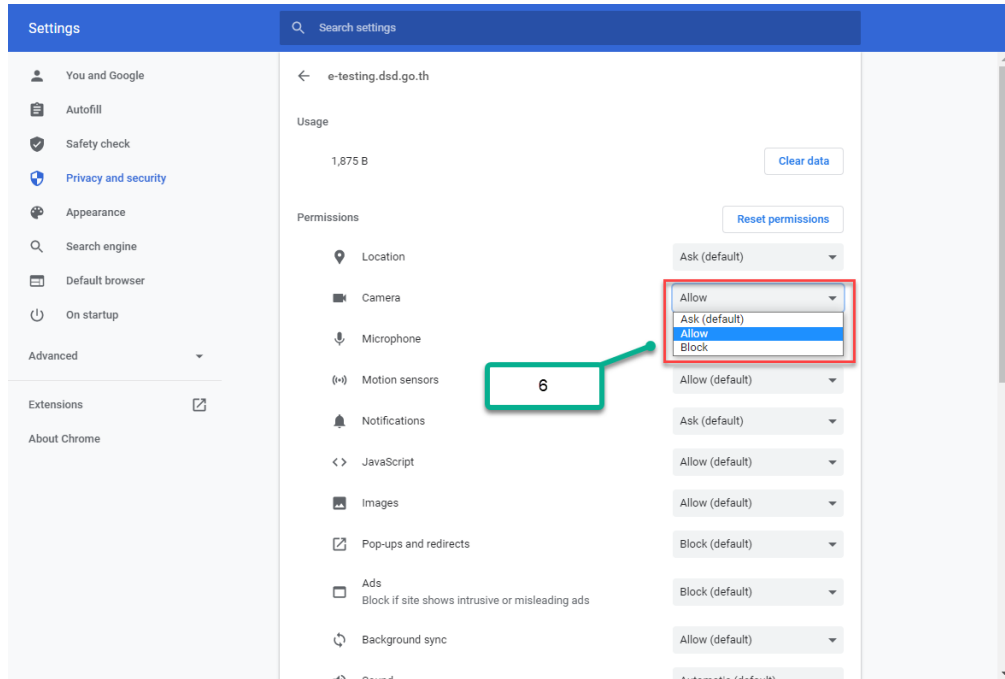 Settings
Search settings
You and Google
Autofill
Safety check
Privacy and security
Appearance
Search engine
Default browser
On startup
Advanced
Extensions
About Chrome
e-testing.dsd.go.th
Usage
1,875 B
Clear data
Permissions
Reset permissions
Location
Ask (default)
Camera
Allow
Ask (default)
Allow
Block
Microphone
6
Motion sensors
Allow (default)
Notifications
Ask (default)
JavaScript
Allow (default)
Images
Allow (default)
Pop-ups and redirects
Block (default)
Ads
Block if site shows intrusive or misleading ads
Block (default)
Background sync
Allow (default)
Sound
Automatic (default)